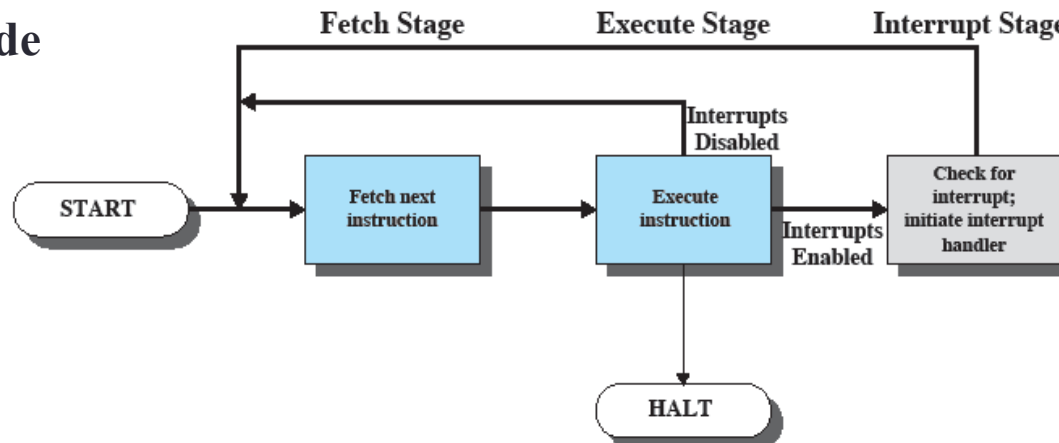 de
Fetch Stage
Execute Stage
Interrupt Stage
Interrupts
Disabled
START
Fetch next
instruction
Execute
instruction
Interrupts
Enabled
Check for
interrupt;
initiate interrupt
handler
HALT